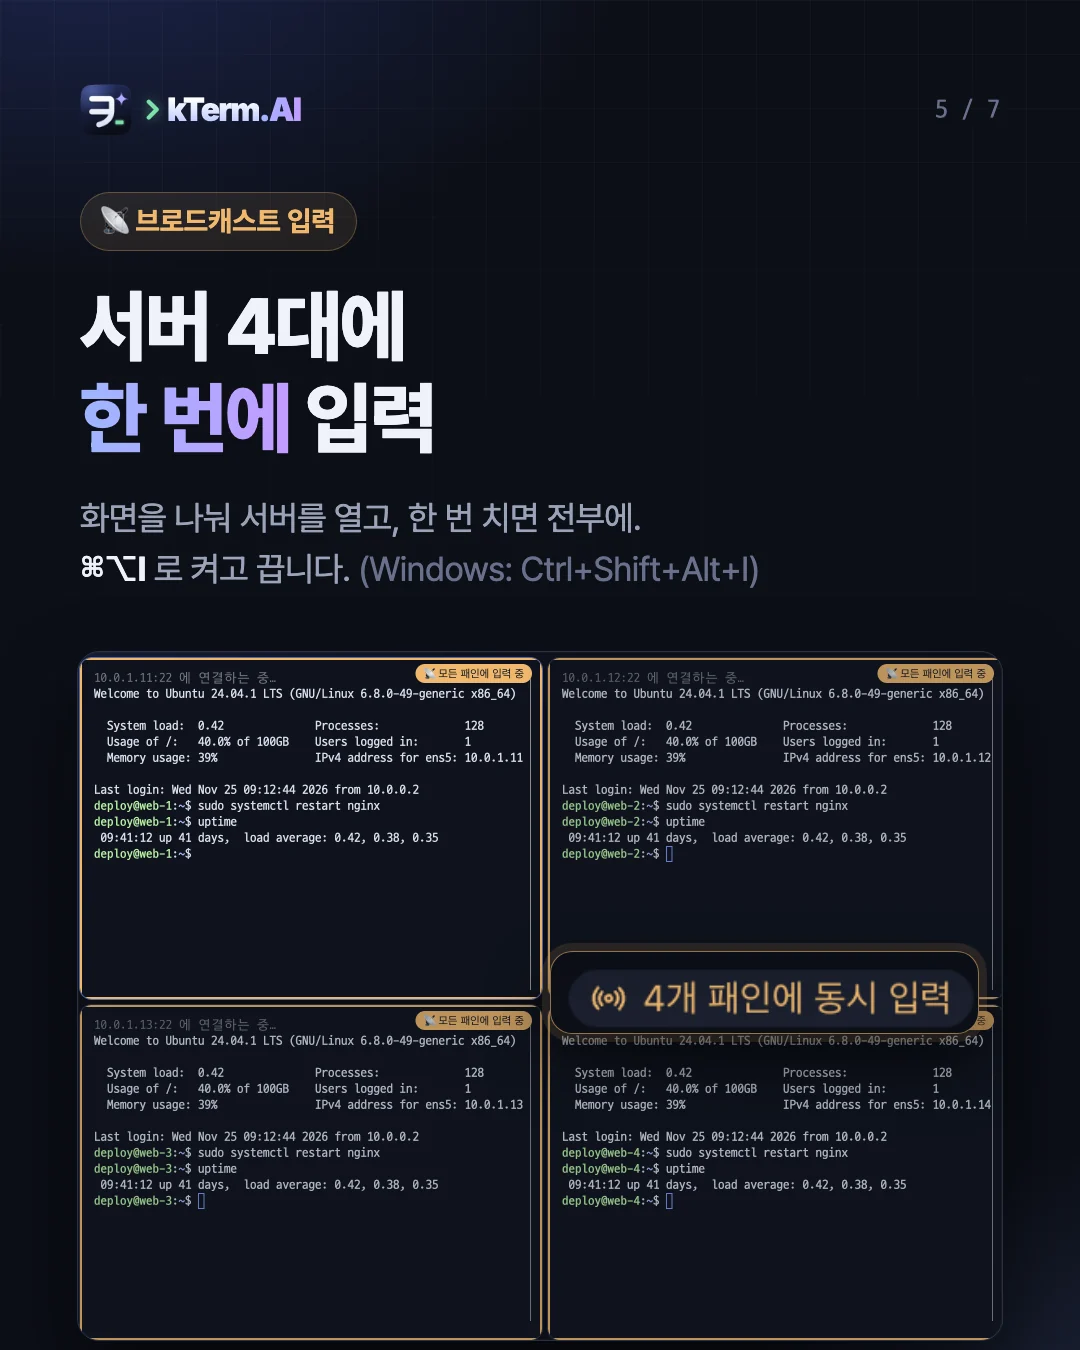 kTerm.AI
5 / 7
브로드캐스트 입력
서버 4대에
한 번에 입력
화면을 나눠 서버를 열고, 한 번 치면 전부에.
⌘⌥I 로 켜고 끕니다. (Windows: Ctrl+Shift+Alt+I)
10.0.1.11:22 에 연결하는 중…
모든 패인에 입력 중
Welcome to Ubuntu 24.04.1 LTS (GNU/Linux 6.8.0-49-generic x86_64)
System load:  0.42    Processes:    128
Usage of /:   40.0% of 100GB    Users logged in:    1
Memory usage: 39%    IPv4 address for ens5: 10.0.1.11
Last login: Wed Nov 25 09:12:44 2026 from 10.0.0.2
deploy@web-1:~$ sudo systemctl restart nginx
deploy@web-1:~$ uptime
09:41:12 up 41 days,  load average: 0.42, 0.38, 0.35
deploy@web-1:~$
10.0.1.12:22 에 연결하는 중…
모든 패인에 입력 중
Welcome to Ubuntu 24.04.1 LTS (GNU/Linux 6.8.0-49-generic x86_64)
System load:  0.42    Processes:    128
Usage of /:   40.0% of 100GB    Users logged in:    1
Memory usage: 39%    IPv4 address for ens5: 10.0.1.12
Last login: Wed Nov 25 09:12:44 2026 from 10.0.0.2
deploy@web-2:~$ sudo systemctl restart nginx
deploy@web-2:~$ uptime
09:41:12 up 41 days,  load average: 0.42, 0.38, 0.35
deploy@web-2:~$
4개 패인에 동시 입력
10.0.1.13:22 에 연결하는 중…
모든 패인에 입력 중
Welcome to Ubuntu 24.04.1 LTS (GNU/Linux 6.8.0-49-generic x86_64)
System load:  0.42    Processes:    128
Usage of /:   40.0% of 100GB    Users logged in:    1
Memory usage: 39%    IPv4 address for ens5: 10.0.1.13
Last login: Wed Nov 25 09:12:44 2026 from 10.0.0.2
deploy@web-3:~$ sudo systemctl restart nginx
deploy@web-3:~$ uptime
09:41:12 up 41 days,  load average: 0.42, 0.38, 0.35
deploy@web-3:~$
중
Welcome to Ubuntu 24.04.1 LTS (GNU/Linux 6.8.0-49-generic x86_64)
System load:  0.42    Processes:    128
Usage of /:   40.0% of 100GB    Users logged in:    1
Memory usage: 39%    IPv4 address for ens5: 10.0.1.14
Last login: Wed Nov 25 09:12:44 2026 from 10.0.0.2
deploy@web-4:~$ sudo systemctl restart nginx
deploy@web-4:~$ uptime
09:41:12 up 41 days,  load average: 0.42, 0.38, 0.35
deploy@web-4:~$